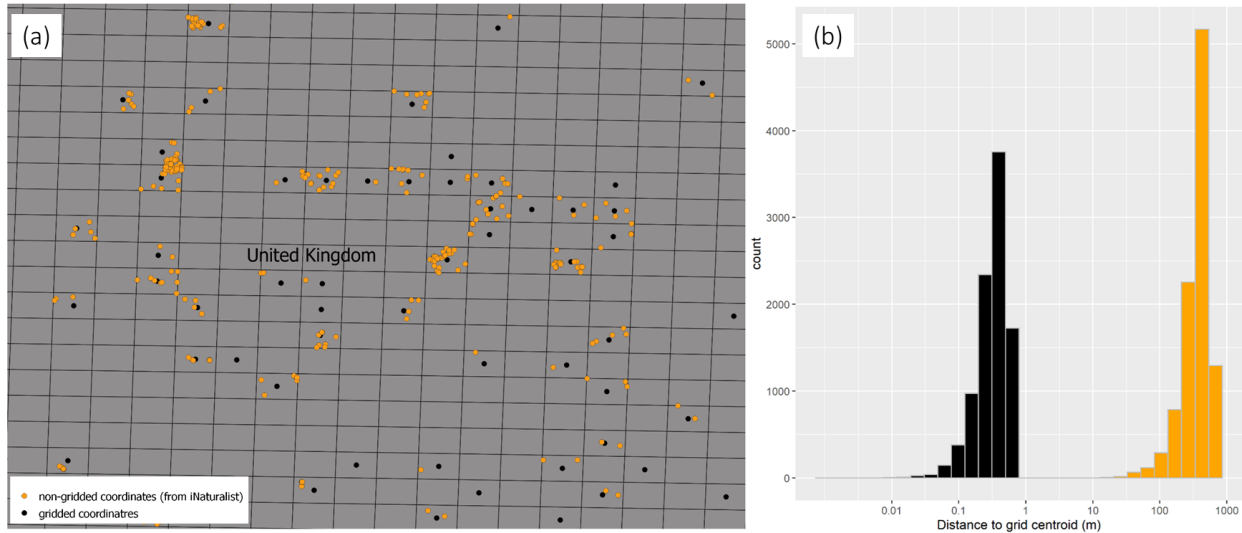 (a)
United Kingdom
non-gridded coordinates (from iNaturalist)
gridded coordinatres
(b)
5000
4000
3000
2000
1000
0
count
0.01
0.1
1
10
100
1000
Distance to grid centroid (m)